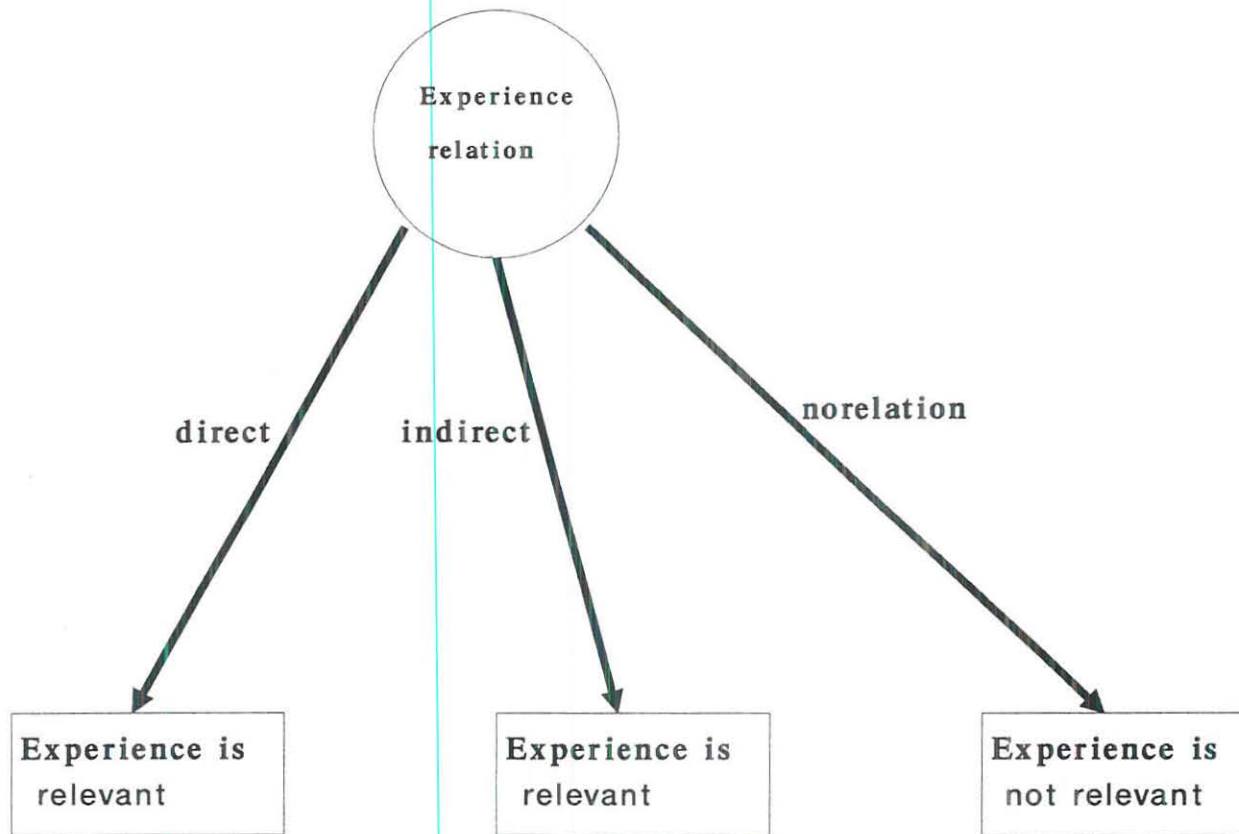 Experience
relation
direct
indirect
norelation
Experience is
relevant
Experience is
relevant
Experience is
not relevant